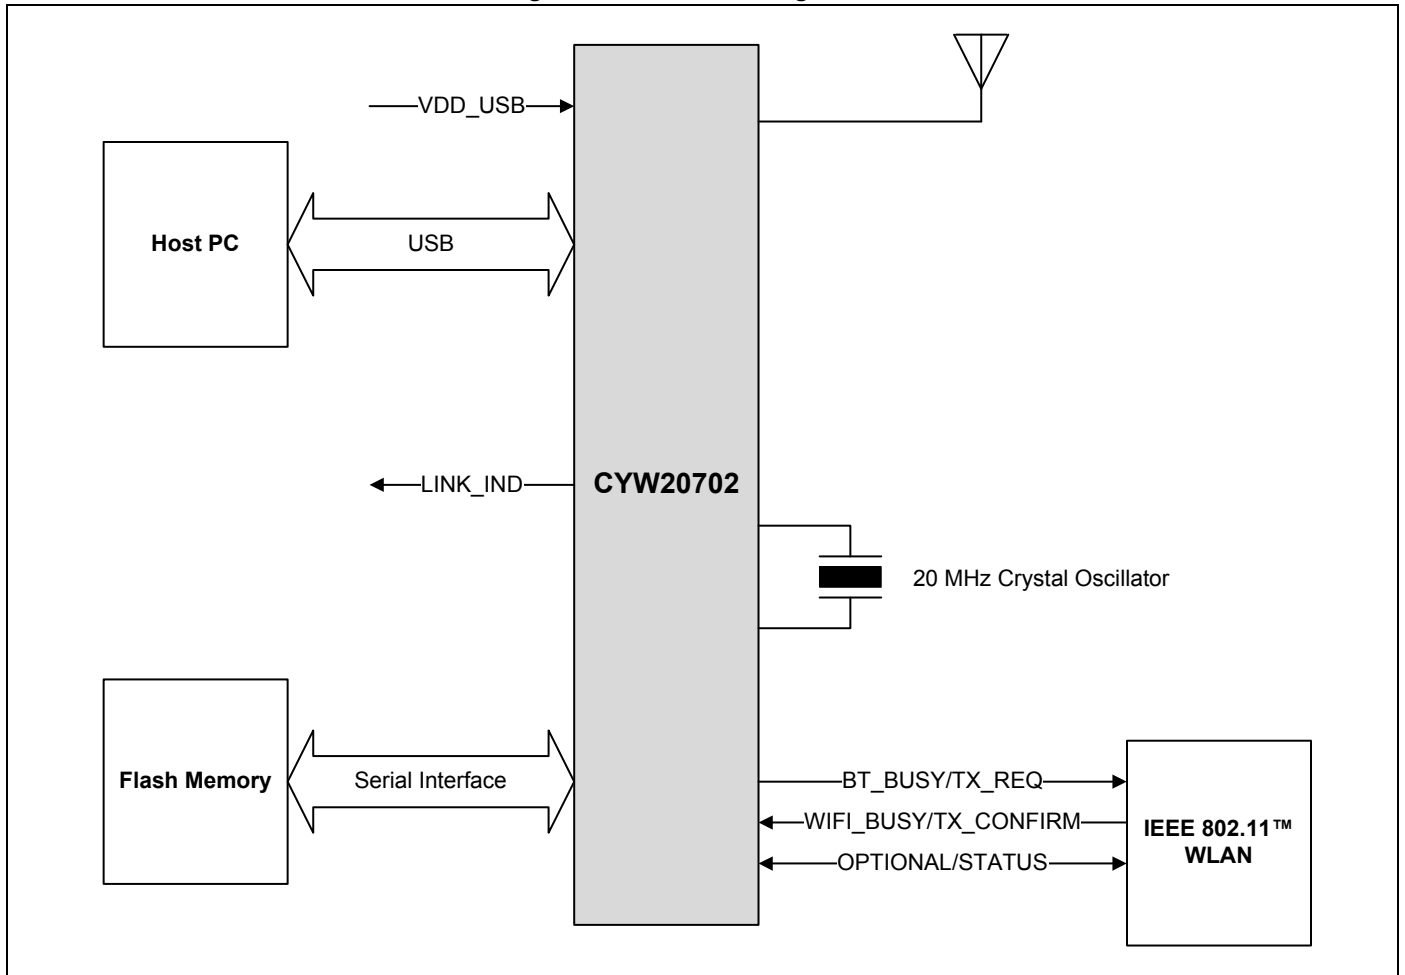 VDD_USB
Host PC
USB
CYW20702
LINK_IND
20 MHz Crystal Oscillator
Flash Memory
Serial Interface
BT_BUSY/TX_REQ
WIFI_BUSY/TX_CONFIRM
OPTIONAL/STATUS
IEEE 802.11™
WLAN